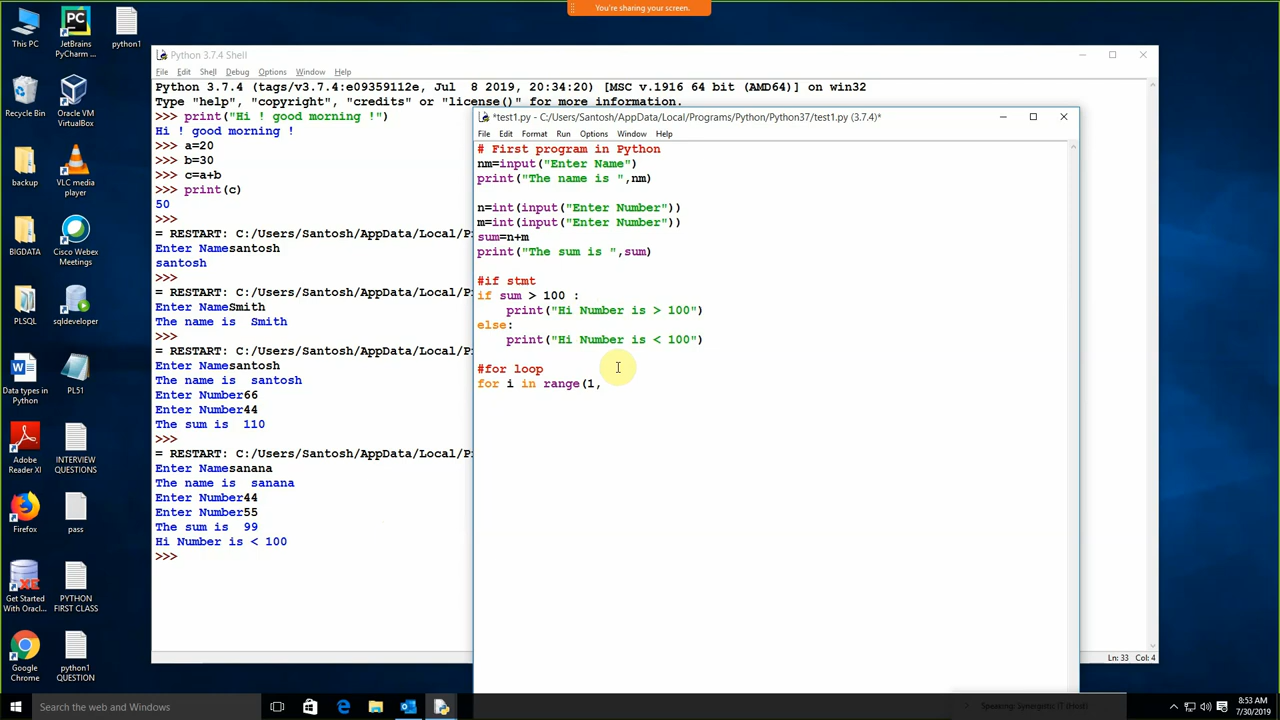 You're sharing your screen.
This PC
JetBrains
PyCharm ...
python1
Recycle Bin
Oracle VM
VirtualBox
backup
VLC media
player
BIGDATA
Cisco Webex
Meetings
PLSQL
sqldeveloper
Data types in
Python
PL51
Adobe
Reader XI
INTERVIEW
QUESTIONS
Firefox
pass
Get Started
With Oracl...
PYTHON
FIRST CLASS
Google
Chrome
python1
QUESTION
Python 3.7.4 Shell
File Edit Shell Debug Options Window Help
Python 3.7.4 (tags/v3.7.4:e09359112e, Jul  8 2019, 20:34:20) [MSC v.1916 64 bit (AMD64)] on win32
Type "help", "copyright", "credits" or "license()" for more information.
>>> print("Hi ! good morning !")
Hi ! good morning !
>>> a=20
>>> b=30
>>> c=a+b
>>> print(c)
50
>>>
= RESTART: C:/Users/Santosh/AppData/Local/P
Enter Namesantosh
santosh
>>>
= RESTART: C:/Users/Santosh/AppData/Local/P
Enter NameSmith
The name is  Smith
>>>
= RESTART: C:/Users/Santosh/AppData/Local/P
Enter Namesantosh
The name is  santosh
Enter Number66
Enter Number44
The sum is  110
>>>
= RESTART: C:/Users/Santosh/AppData/Local/P
Enter Namesanana
The name is  sanana
Enter Number44
Enter Number55
The sum is  99
Hi Number is < 100
>>>
Ln: 33 Col: 4
*test1.py - C:/Users/Santosh/AppData/Local/Programs/Python/Python37/test1.py (3.7.4)*
File Edit Format Run Options Window Help
# First program in Python
nm=input("Enter Name")
print("The name is ",nm)
n=int(input("Enter Number"))
m=int(input("Enter Number"))
sum=n+m
print("The sum is ",sum)
#if stmt
if sum > 100 :
    print("Hi Number is > 100")
else:
    print("Hi Number is < 100")
#for loop
for i in range(1,
Search the web and Windows
8:53 AM
7/30/2019